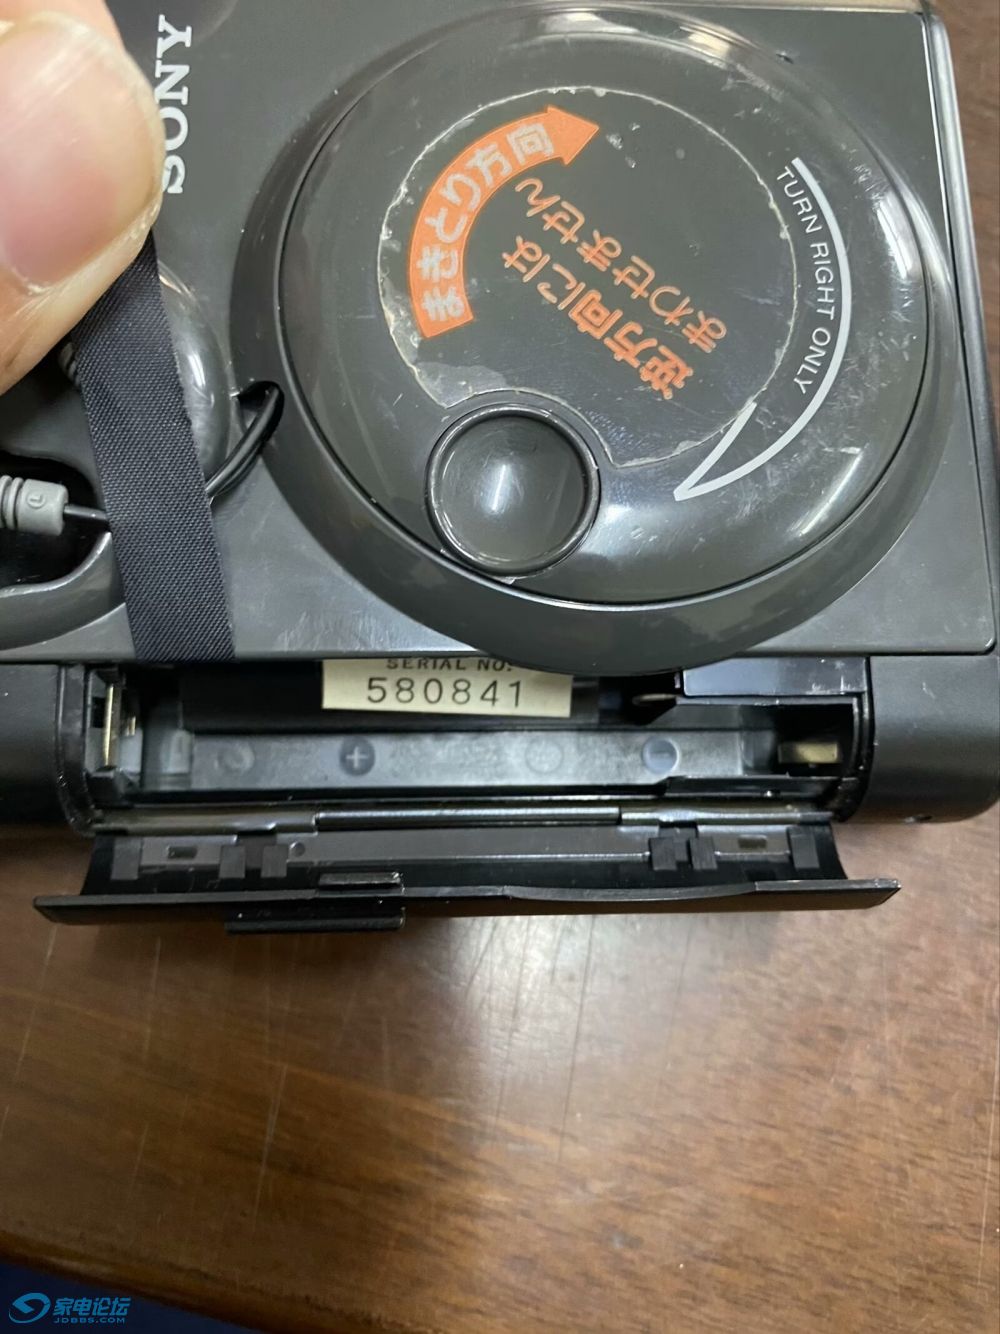 SONY
まきとり方向
逆方向には
まわせません
TURN RIGHT ONLY
L
SERIAL NO.
580841
+
家电论坛
JDBBS.COM